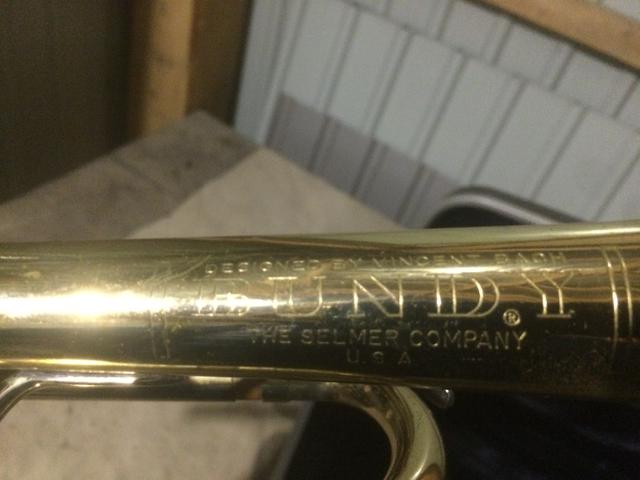 DESIGNED BY VINCENT BACH
BUNDY®
THE SELMER COMPANY
U.S.A